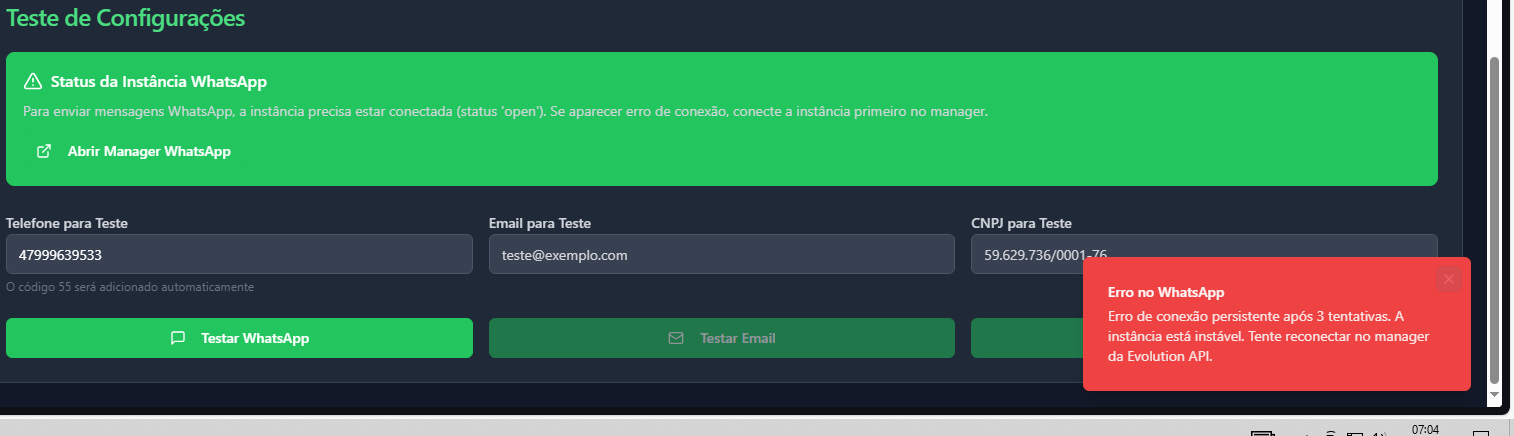 Teste de Configurações
Status da Instância WhatsApp
Para enviar mensagens WhatsApp, a instância precisa estar conectada (status 'open'). Se aparecer erro de conexão, conecte a instância primeiro no manager.
Abrir Manager WhatsApp
Telefone para Teste
47999639533
O código 55 será adicionado automaticamente
Email para Teste
teste@exemplo.com
CNPJ para Teste
59.629.736/0001-76
Testar WhatsApp
Testar Email
Erro no WhatsApp
Erro de conexão persistente após 3 tentativas. A
instância está instável. Tente reconectar no manager
da Evolution API.
07:04